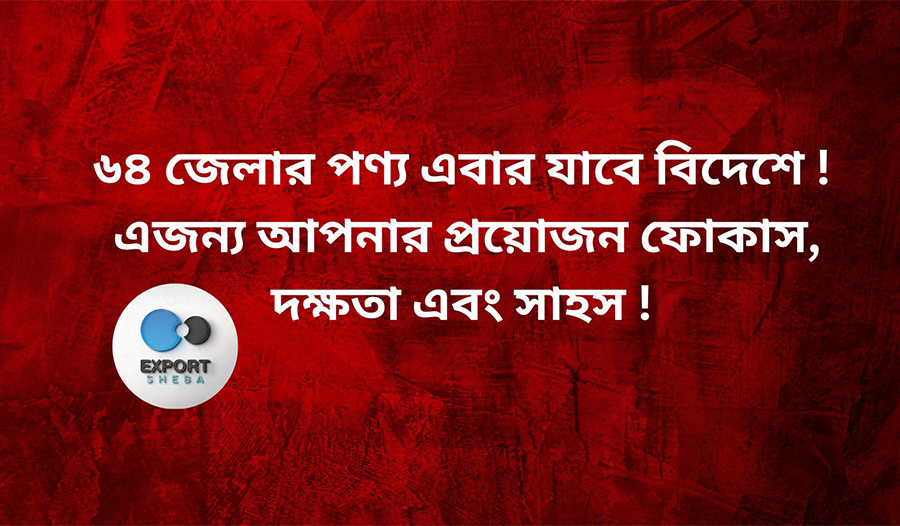 ৬৪ জেলার পণ্য এবার যাবে বিদেশে !
এজন্য আপনার প্রয়োজন ফোকাস,
দক্ষতা এবং সাহস !
EXPORT
SHEBA